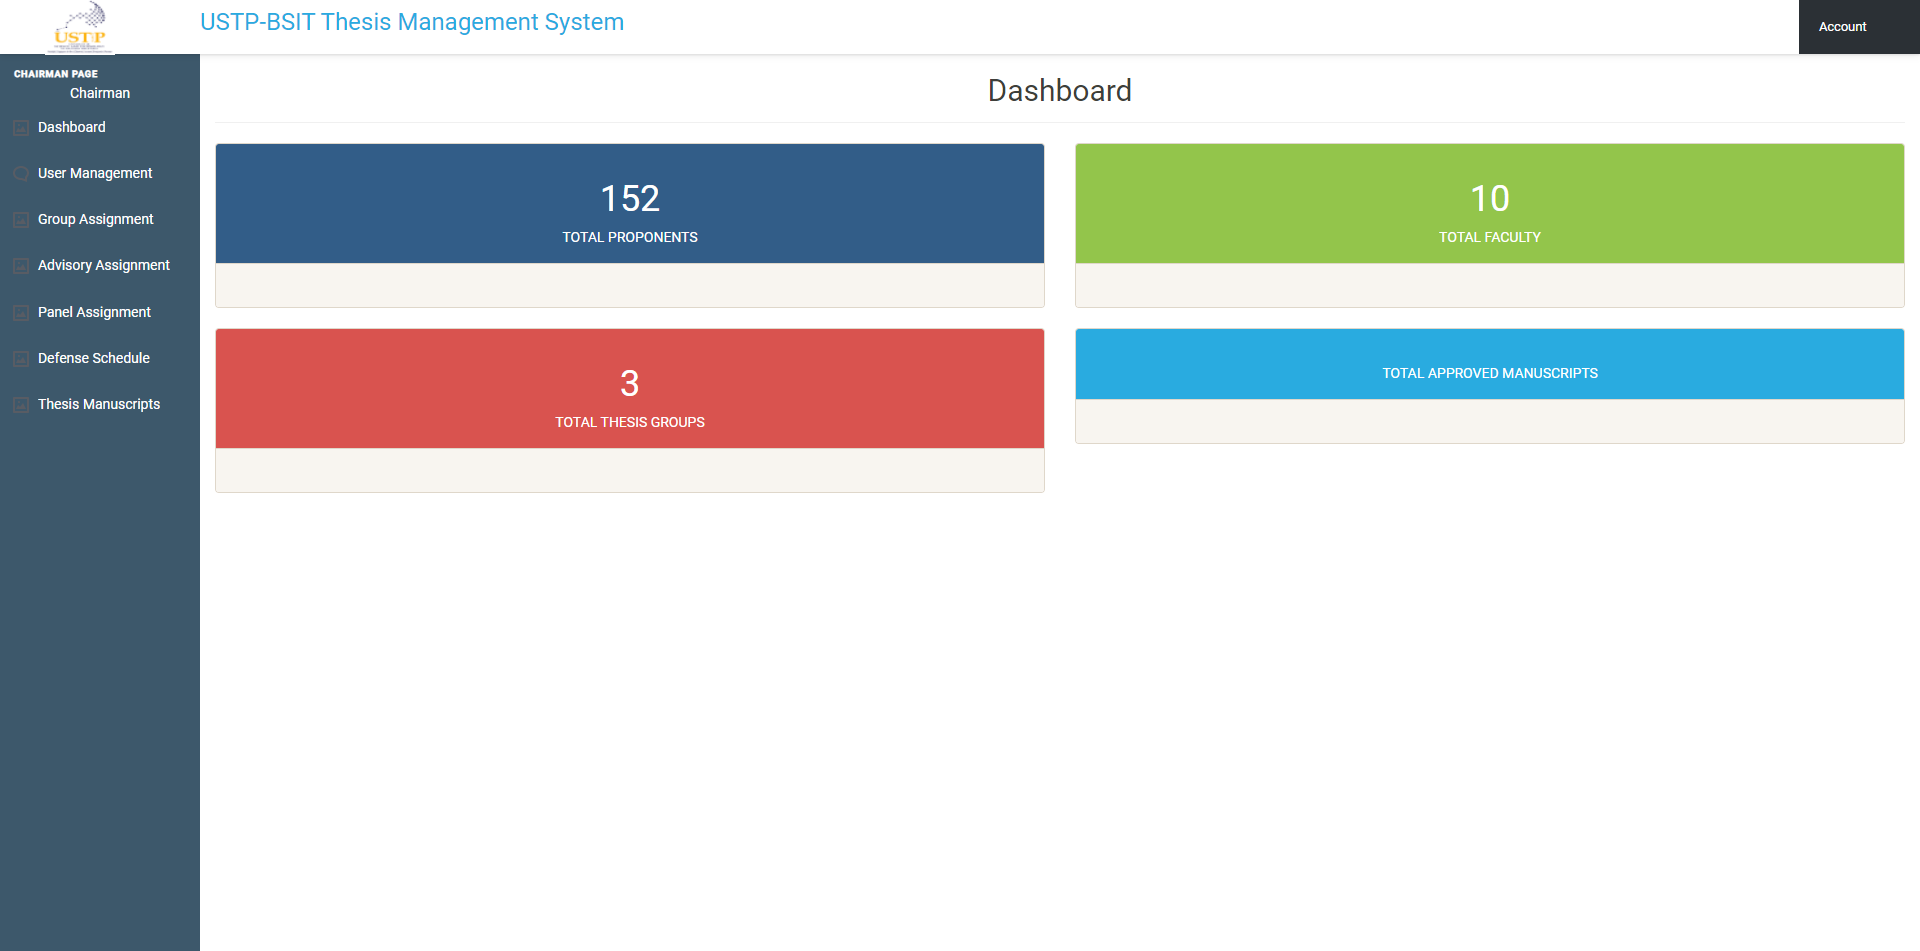 USTP
USTP-BSIT Thesis Management System
Account
CHAIRMAN PAGE
Chairman
Dashboard
User Management
Group Assignment
Advisory Assignment
Panel Assignment
Defense Schedule
Thesis Manuscripts
Dashboard
152
TOTAL PROPONENTS
10
TOTAL FACULTY
3
TOTAL THESIS GROUPS
TOTAL APPROVED MANUSCRIPTS